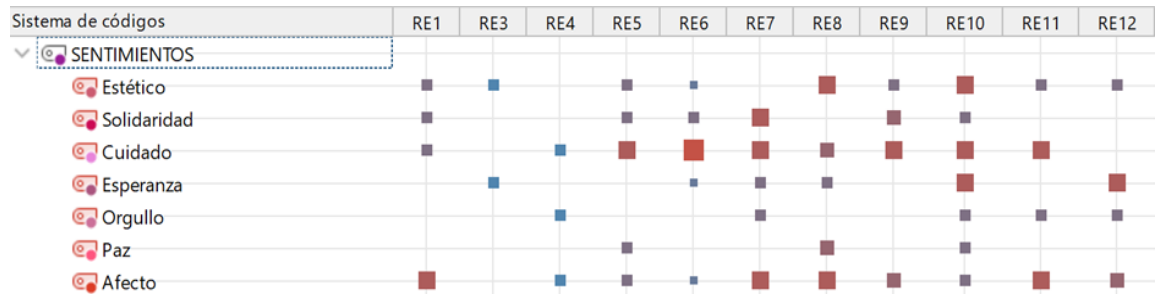 Sistema de códigos RE1 RE3 RE4 RE5 RE6 RE7 RE8 RE9 RE10 RE11 RE12
SENTIMIENTOS
Estético
Solidaridad
Cuidado
Esperanza
Orgullo
Paz
Afecto